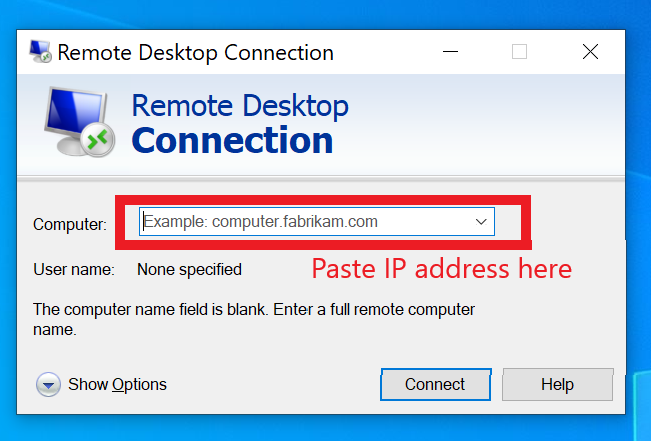 Remote Desktop Connection
Remote Desktop
Connection
Computer:
Example: computer.fabrikam.com
User name: None specified
Paste IP address here
The computer name field is blank. Enter a full remote computer
name.
Show Options
Connect
Help